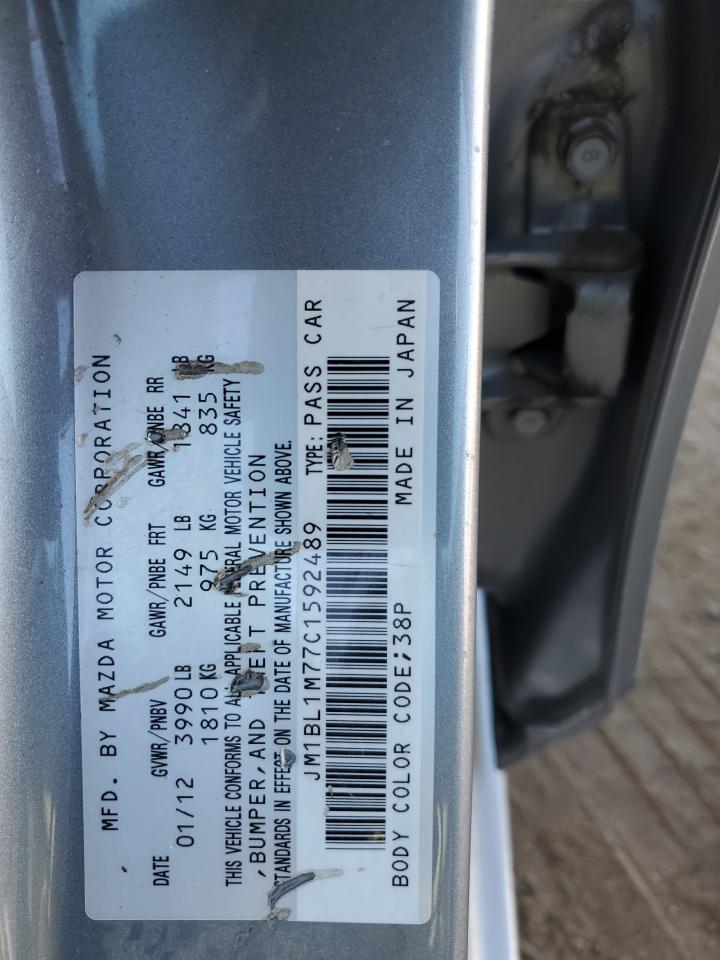 MFD. BY MAZDA MOTOR CORPORATION
DATE GVWR/PNBV GAWR/PNBE FRT GAWR/PNBE RR
01/12 3990 LB 2149 LB 1841 LB
1810 KG 975 KG 835 KG
THIS VEHICLE CONFORMS TO ALL APPLICABLE FEDERAL MOTOR VEHICLE SAFETY
, BUMPER, AND THEFT PREVENTION
STANDARDS IN EFFECT ON THE DATE OF MANUFACTURE SHOWN ABOVE.
JM1BL1M77C1592489 TYPE: PASS CAR
BODY COLOR CODE;38P MADE IN JAPAN
8